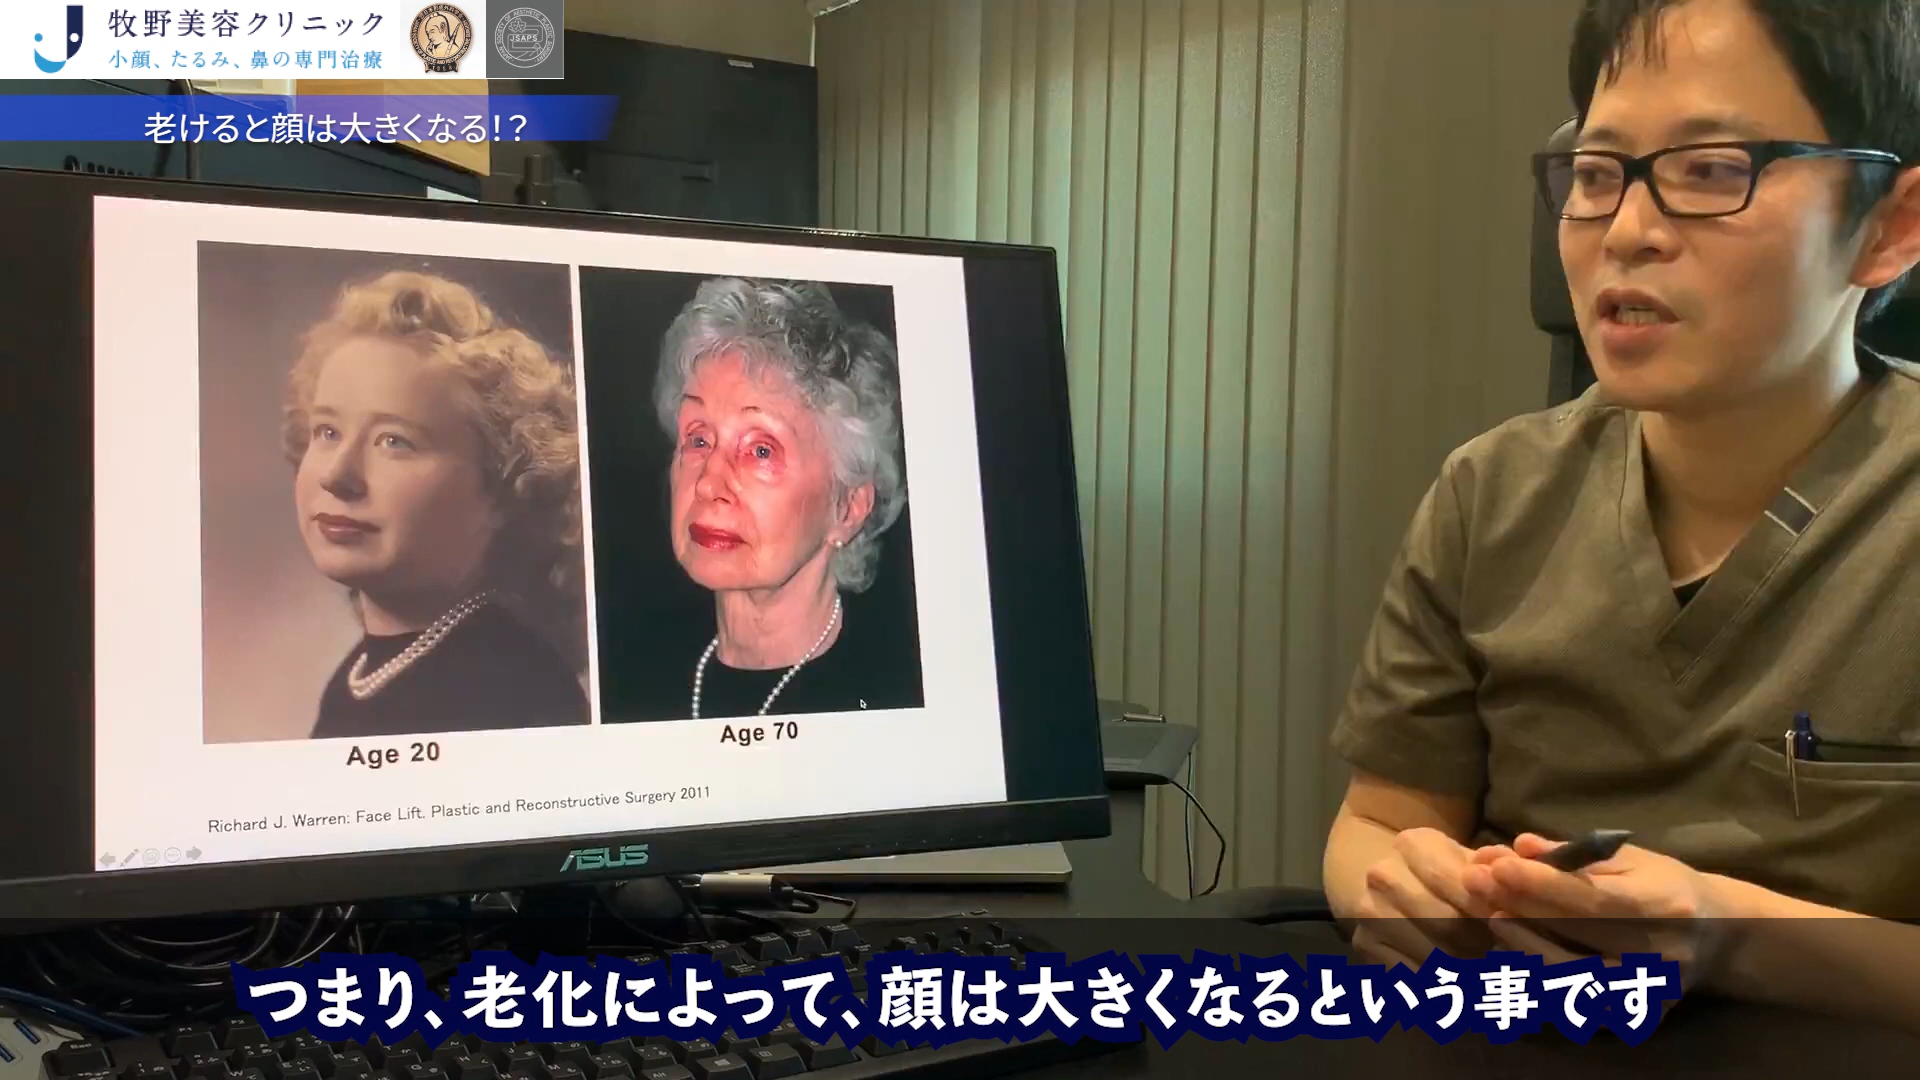 牧野美容クリニック
小顔、たるみ、鼻の専門治療
JSAPS
老けると顔は大きくなる!？
Age 20
Age 70
Richard J. Warren: Face Lift. Plastic and Reconstructive Surgery 2011
ASUS
つまり、老化によって、顔は大きくなるという事です